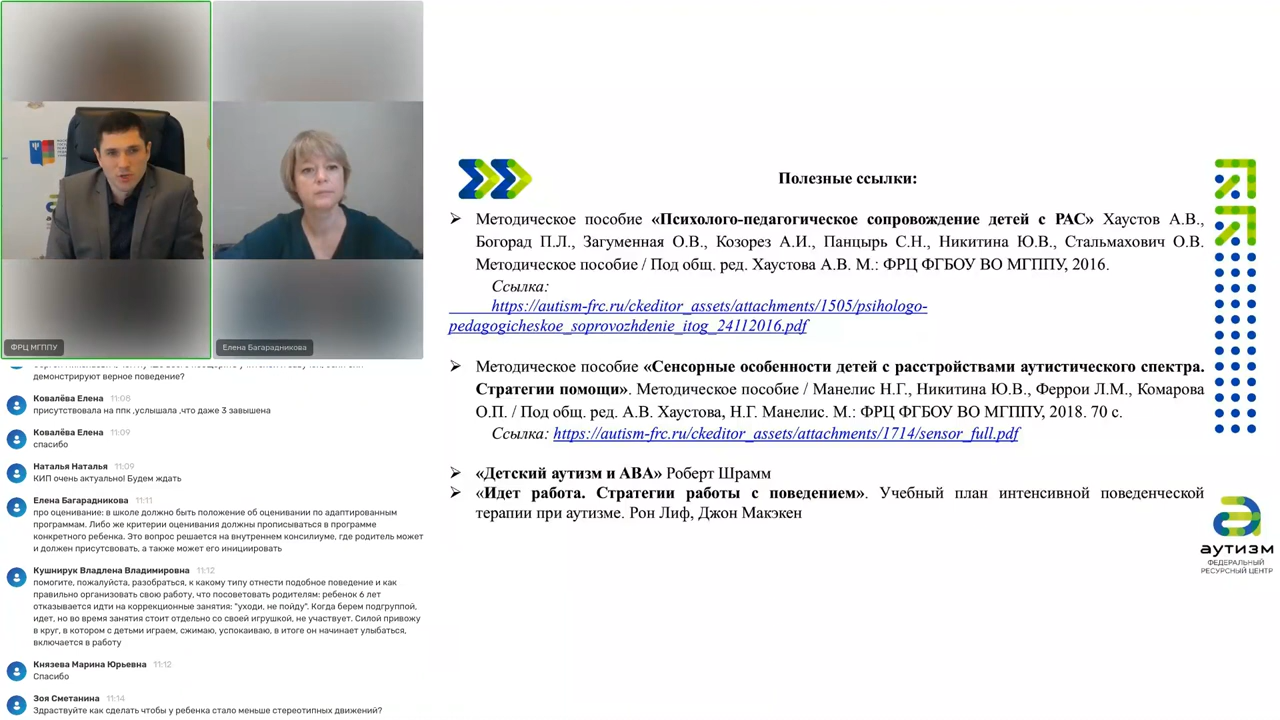 ФРЦ МГППУ
Елена Багарадникова
демонстрируют верное поведение?
Ковалёва Елена 11:08
присутствовала на ппк ,услышала ,что даже 3 завышена
Ковалёва Елена 11:09
спасибо
Наталья Наталья 11:09
КИП очень актуально! Будем ждать
Елена Багарадникова 11:11
про оценивание: в школе должно быть положение об оценивании по адаптированным
программам. Либо же критерии оценивания должны прописываться в программе
конкретного ребенка. Это вопрос решается на внутреннем консилиуме, где родитель может
и должен присутсвовать, а также может его инициировать
Кушнирук Владлена Владимировна 11:12
помогите, пожалуйста, разобраться, к какому типу отнести подобное поведение и как
правильно организовать свою работу, что посоветовать родителям: ребенок 6 лет
отказывается идти на коррекционные занятия: "уходи, не пойду". Когда берем подгруппой,
идет, но во время занятия стоит отдельно со своей игрушкой, не участвует. Силой привожу
в круг, в котором с детьми играем, сжимаю, успокаиваю, в итоге он начинает улыбаться,
включается в работу
Князева Марина Юрьевна 11:12
Спасибо
Зоя Сметанина 11:14
Здраствуйте как сделать чтобы у ребенка стало меньше стереотипных движений?
Полезные ссылки:
➢ Методическое пособие «Психолого-педагогическое сопровождение детей с РАС» Хаустов А.В.,
Богорад П.Л., Загуменная О.В., Козорез А.И., Панцырь С.Н., Никитина Ю.В., Стальмахович О.В.
Методическое пособие / Под общ. ред. Хаустова А.В. М.: ФРЦ ФГБОУ ВО МГППУ, 2016.
Ссылка:
https://autism-frc.ru/ckeditor_assets/attachments/1505/psihologo-
pedagogicheskoe_soprovozhdenie_itog_24112016.pdf
➢ Методическое пособие «Сенсорные особенности детей с расстройствами аутистического спектра.
Стратегии помощи». Методическое пособие / Манелис Н.Г., Никитина Ю.В., Феррои Л.М., Комарова
О.П. / Под общ. ред. А.В. Хаустова, Н.Г. Манелис. М.: ФРЦ ФГБОУ ВО МГППУ, 2018. 70 с.
Ссылка: https://autism-frc.ru/ckeditor_assets/attachments/1714/sensor_full.pdf
➢ «Детский аутизм и АВА» Роберт Шрамм
➢ «Идет работа. Стратегии работы с поведением». Учебный план интенсивной поведенческой
терапии при аутизме. Рон Лиф, Джон Макэкен
аутизм
ФЕДЕРАЛЬНЫЙ
РЕСУРСНЫЙ ЦЕНТР